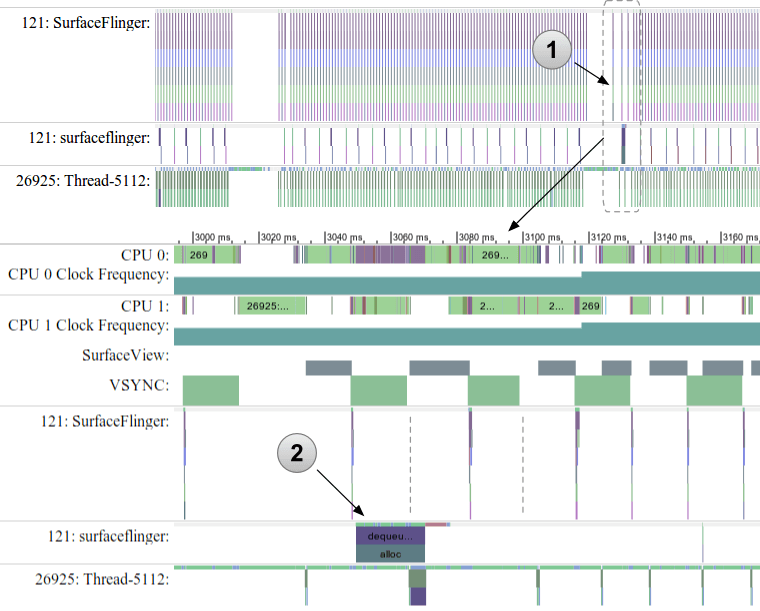 121: SurfaceFlinger:
1
121: surfaceflinger:
26925: Thread-5112:
3000 ms 3020 ms 3040 ms 3060 ms 3080 ms 3100 ms 3120 ms 3140 ms 3160 ms
CPU 0: 269 269...
CPU 0 Clock Frequency:
CPU 1: 26925:... 2... 2... 269
CPU 1 Clock Frequency:
SurfaceView:
VSYNC:
121: SurfaceFlinger:
2
121: surfaceflinger: dequeu...
alloc
26925: Thread-5112: